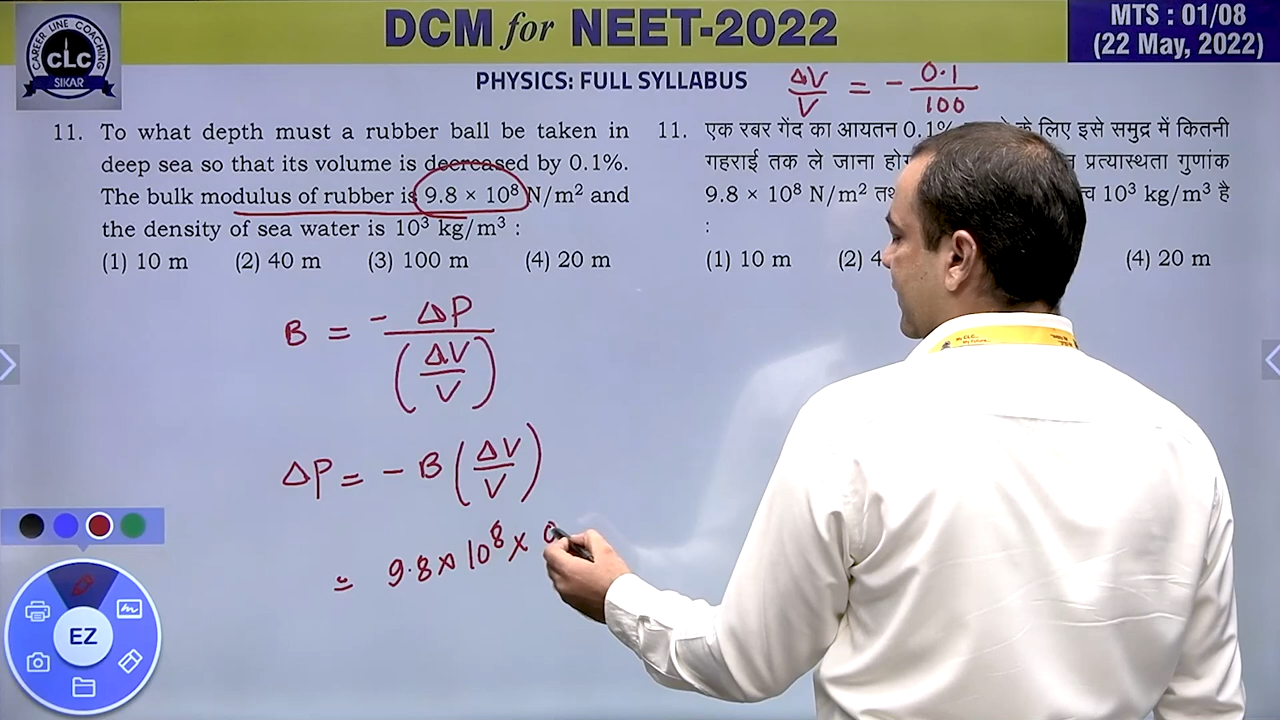 CAREER LINE COACHING
CLC
SIKAR
DCM for NEET-2022
MTS : 01/08
(22 May, 2022)
PHYSICS: FULL SYLLABUS
ΔV/V = - 0.1/100
11. To what depth must a rubber ball be taken in
deep sea so that its volume is decreased by 0.1%.
The bulk modulus of rubber is 9.8 × 10⁸ N/m² and
the density of sea water is 10³ kg/m³ :
(1) 10 m (2) 40 m (3) 100 m (4) 20 m
11. एक रबर गेंद का आयतन 0.1% के लिए इसे समुद्र में कितनी
गहराई तक ले जाना प्रत्यास्थता गुणांक
9.8 × 10⁸ N/m² 10³ kg/m³ है
:
(1) 10 m (2) 4 (4) 20 m
B = - ΔP/(ΔV/V)
ΔP = - B (ΔV/V)
= 9.8 × 10⁸ ×
EZ